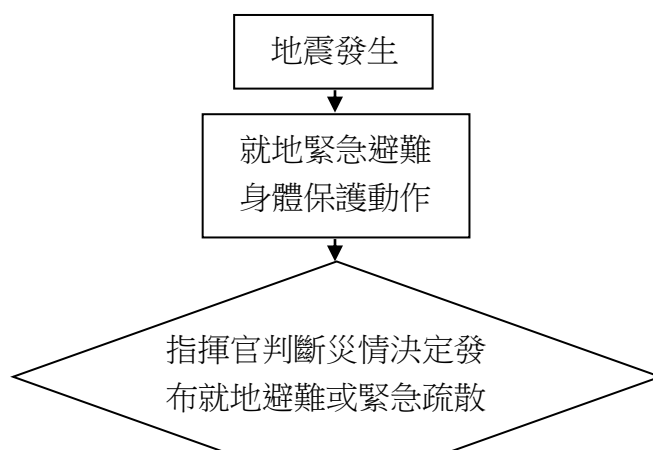 地震發生
就地緊急避難
身體保護動作
指揮官判斷災情決定發
布就地避難或緊急疏散